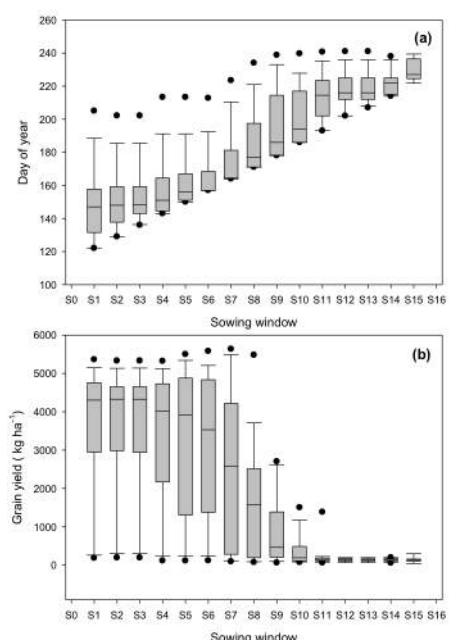 260
240
220
200
180
160
140
120
100
Day of year
(a)
S0 S1 S2 S3 S4 S5 S6 S7 S8 S9 S10 S11 S12 S13 S14 S15 S16
Sowing window
6000
5000
4000
3000
2000
1000
0
Grain yield ( kg ha⁻¹)
(b)
S0 S1 S2 S3 S4 S5 S6 S7 S8 S9 S10 S11 S12 S13 S14 S15 S16
Sowing window